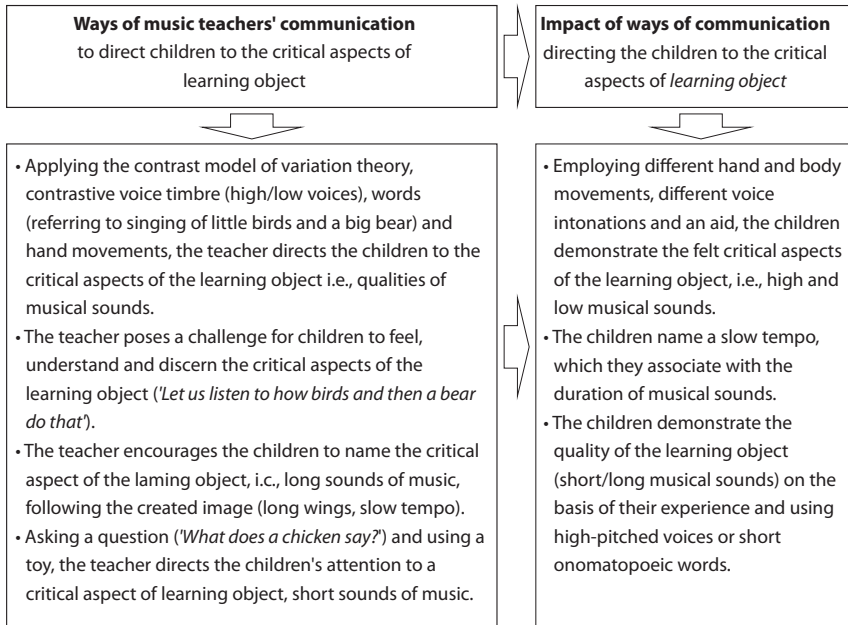 Ways of music teachers' communication
to direct children to the critical aspects of
learning object
Impact of ways of communication
directing the children to the critical
aspects of learning object
• Applying the contrast model of variation theory,
contrastive voice timbre (high/low voices), words
(referring to singing of little birds and a big bear) and
hand movements, the teacher directs the children to the
critical aspects of the learning object i.e., qualities of
musical sounds.
• The teacher poses a challenge for children to feel,
understand and discern the critical aspects of the
learning object ('Let us listen to how birds and then a bear
do that').
• The teacher encourages the children to name the critical
aspect of the laming object, i.c., long sounds of music,
following the created image (long wings, slow tempo).
• Asking a question ('What does a chicken say?') and using a
toy, the teacher directs the children's attention to a
critical aspect of learning object, short sounds of music.
• Employing different hand and body
movements, different voice
intonations and an aid, the children
demonstrate the felt critical aspects
of the learning object, i.e., high and
low musical sounds.
• The children name a slow tempo,
which they associate with the
duration of musical sounds.
• The children demonstrate the
quality of the learning object
(short/long musical sounds) on the
basis of their experience and using
high-pitched voices or short
onomatopoeic words.